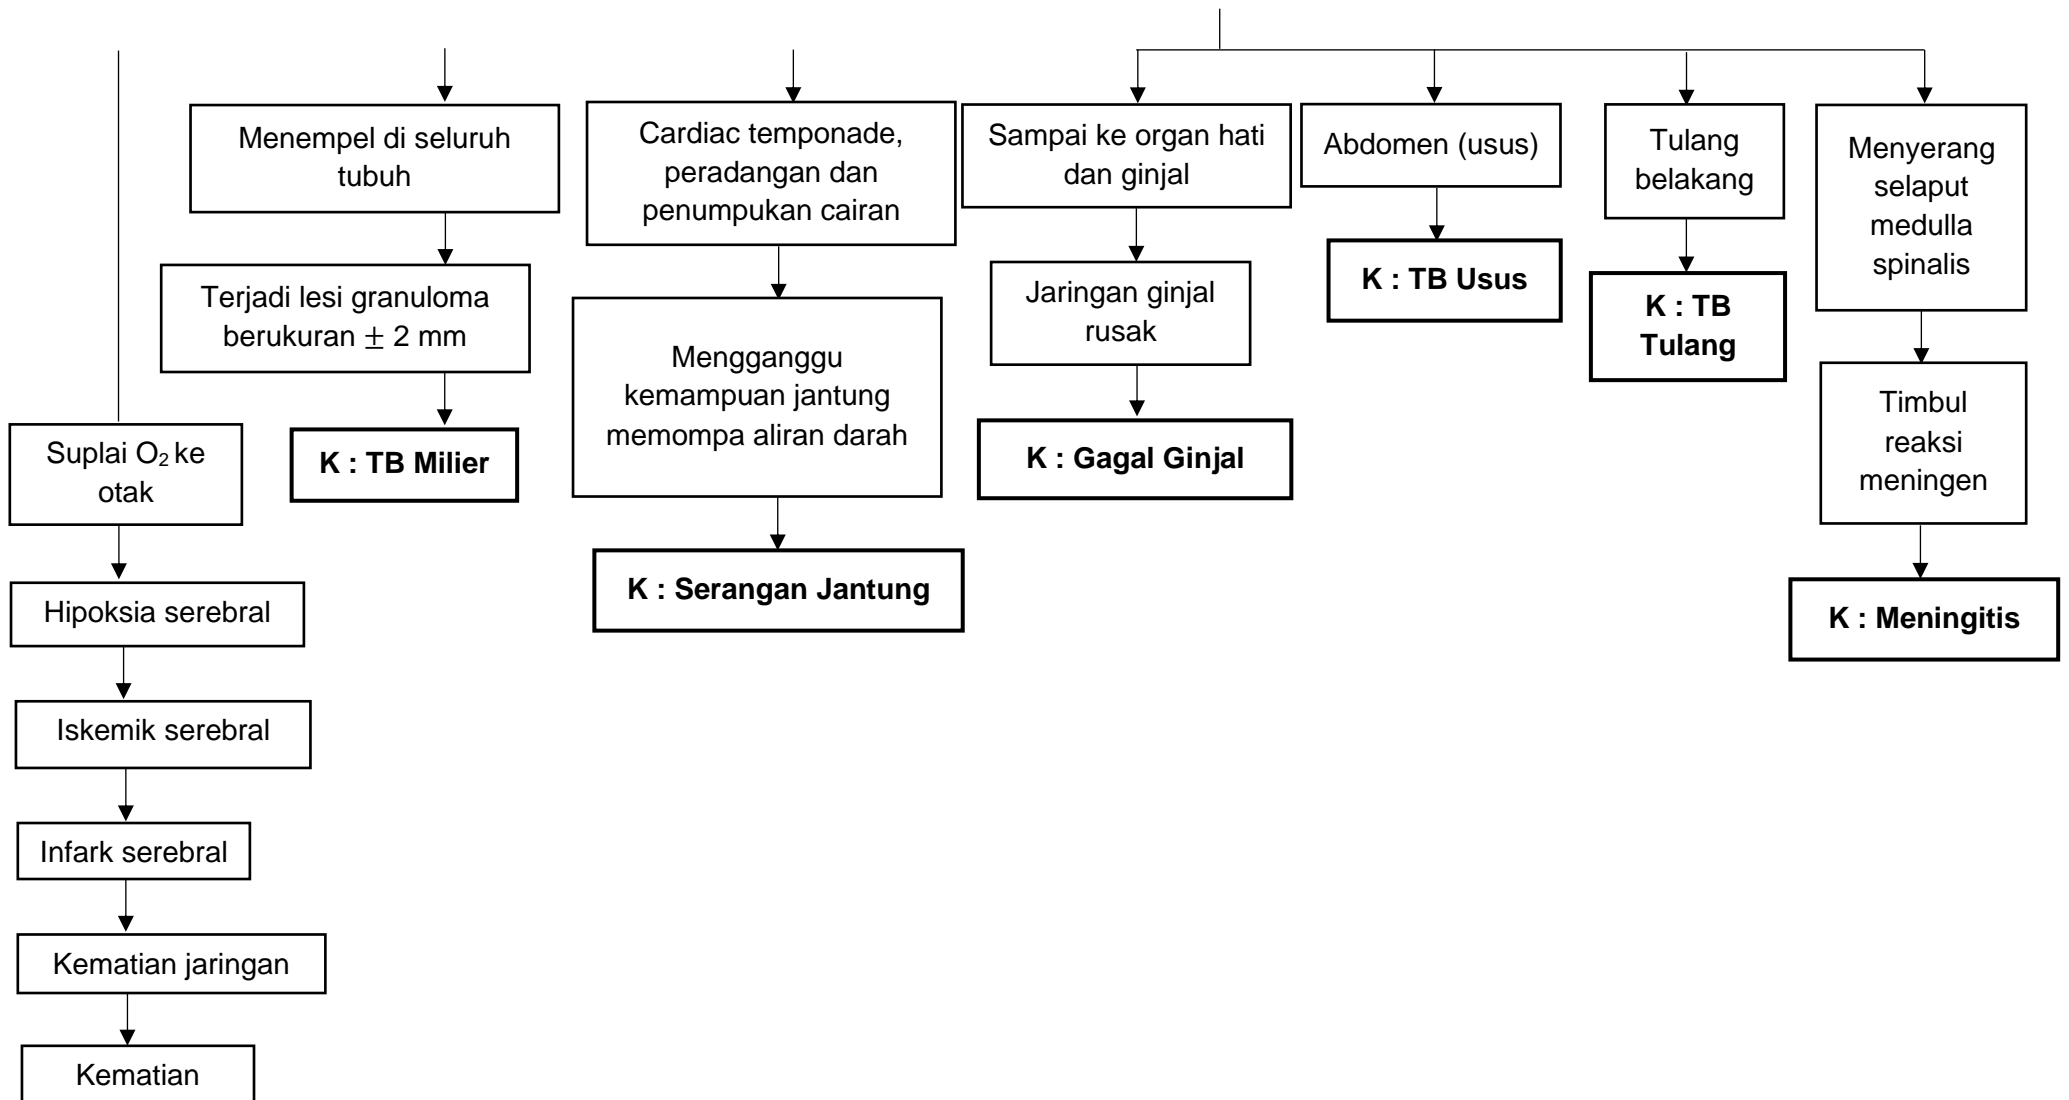 Menempel di seluruh
tubuh
Terjadi lesi granuloma
berukuran ± 2 mm
K : TB Milier
Cardiac temponade,
peradangan dan
penumpukan cairan
Mengganggu
kemampuan jantung
memompa aliran darah
K : Serangan Jantung
Sampai ke organ hati
dan ginjal
Jaringan ginjal
rusak
K : Gagal Ginjal
Abdomen (usus)
K : TB Usus
Tulang
belakang
K : TB
Tulang
Menyerang
selaput
medulla
spinalis
Timbul
reaksi
meningen
K : Meningitis
Suplai O₂ ke
otak
Hipoksia serebral
Iskemik serebral
Infark serebral
Kematian jaringan
Kematian